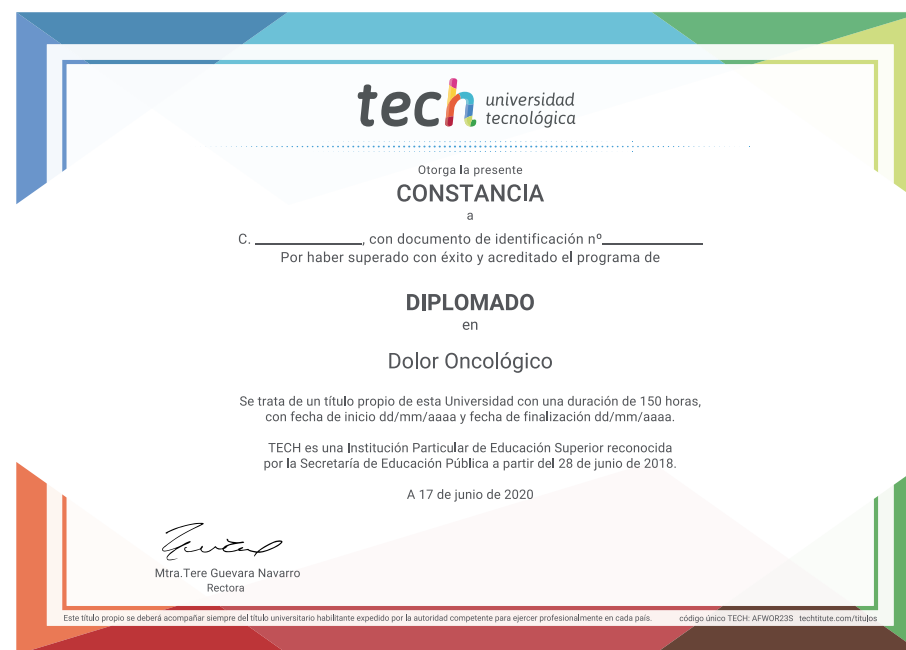 tech universidad
tecnológica
Otorga la presente
CONSTANCIA
a
C. ____________, con documento de identificación nº____________
Por haber superado con éxito y acreditado el programa de
DIPLOMADO
en
Dolor Oncológico
Se trata de un título propio de esta Universidad con una duración de 150 horas,
con fecha de inicio dd/mm/aaaa y fecha de finalización dd/mm/aaaa.
TECH es una Institución Particular de Educación Superior reconocida
por la Secretaría de Educación Pública a partir del 28 de junio de 2018.
A 17 de junio de 2020
Mtra.Tere Guevara Navarro
Rectora
Este título propio se deberá acompañar siempre del título universitario habilitante expedido por la autoridad competente para ejercer profesionalmente en cada país. código único TECH: AFWOR23S techtitute.com/titulos